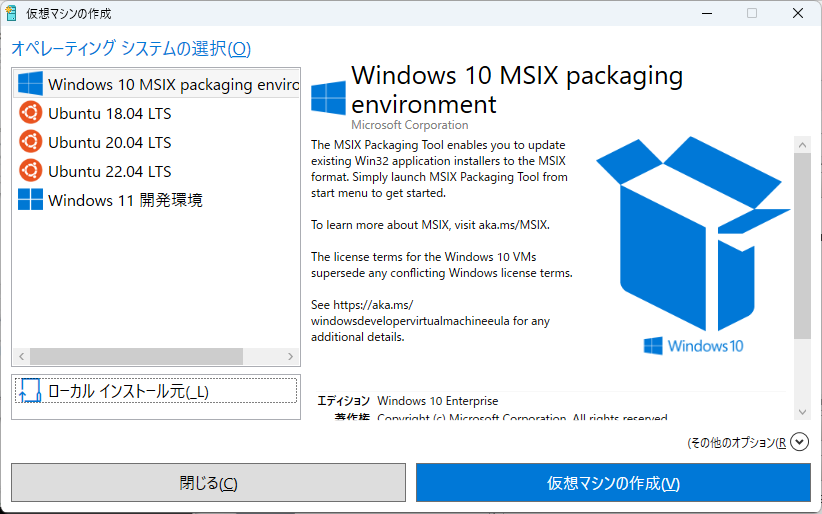 仮想マシンの作成
オペレーティング システムの選択(O)
Windows 10 MSIX packaging enviro
Ubuntu 18.04 LTS
Ubuntu 20.04 LTS
Ubuntu 22.04 LTS
Windows 11 開発環境
ローカル インストール元(_L)
Windows 10 MSIX packaging
environment
Microsoft Corporation
The MSIX Packaging Tool enables you to update
existing Win32 application installers to the MSIX
format. Simply launch MSIX Packaging Tool from
start menu to get started.
To learn more about MSIX, visit aka.ms/MSIX.
The license terms for the Windows 10 VMs
supersede any conflicting Windows license terms.
See https://aka.ms/
windowsdevelopervirtualmachineeula for any
additional details.
Windows10
エディション Windows 10 Enterprise
著作権 Copyright (c) Microsoft Corporation. All rights reserved
(その他のオプション(R
閉じる(C)
仮想マシンの作成(V)